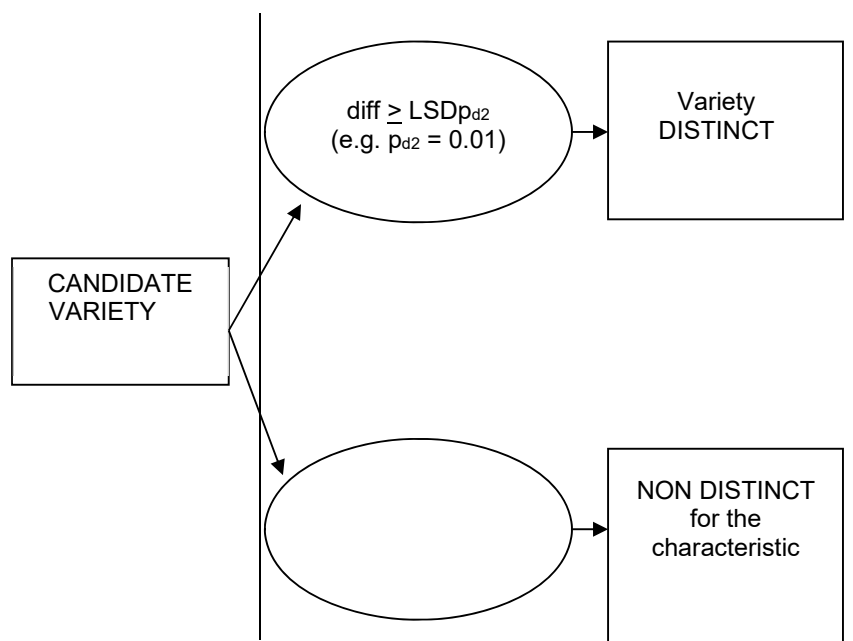 diff ≥ LSDpd2
(e.g. pd2 = 0.01)
Variety
DISTINCT
CANDIDATE
VARIETY
NON DISTINCT
for the
characteristic